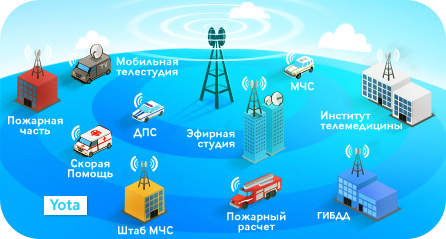 Мобильная
телестудия
МЧС
Пожарная
часть
ДПС
Эфирная
студия
Институт
телемедицины
Скорая
Помощь
Yota
Штаб МЧС
Пожарный
расчет
ГИБДД